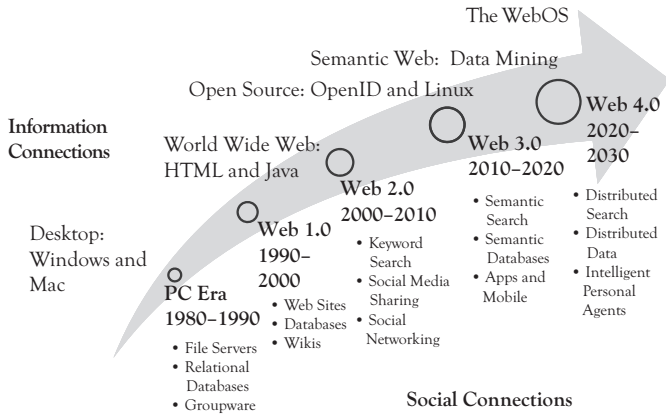 The WebOS
Semantic Web: Data Mining
Open Source: OpenID and Linux
Information
Connections
World Wide Web:
HTML and Java
Desktop:
Windows and
Mac
PC Era
1980–1990
• File Servers
• Relational
Databases
• Groupware
Web 1.0
1990–
2000
• Web Sites
• Databases
• Wikis
Web 2.0
2000–2010
• Keyword
Search
• Social Media
Sharing
• Social
Networking
Web 3.0
2010–2020
• Semantic
Search
• Semantic
Databases
• Apps and
Mobile
Web 4.0
2020–
2030
• Distributed
Search
• Distributed
Data
• Intelligent
Personal
Agents
Social Connections